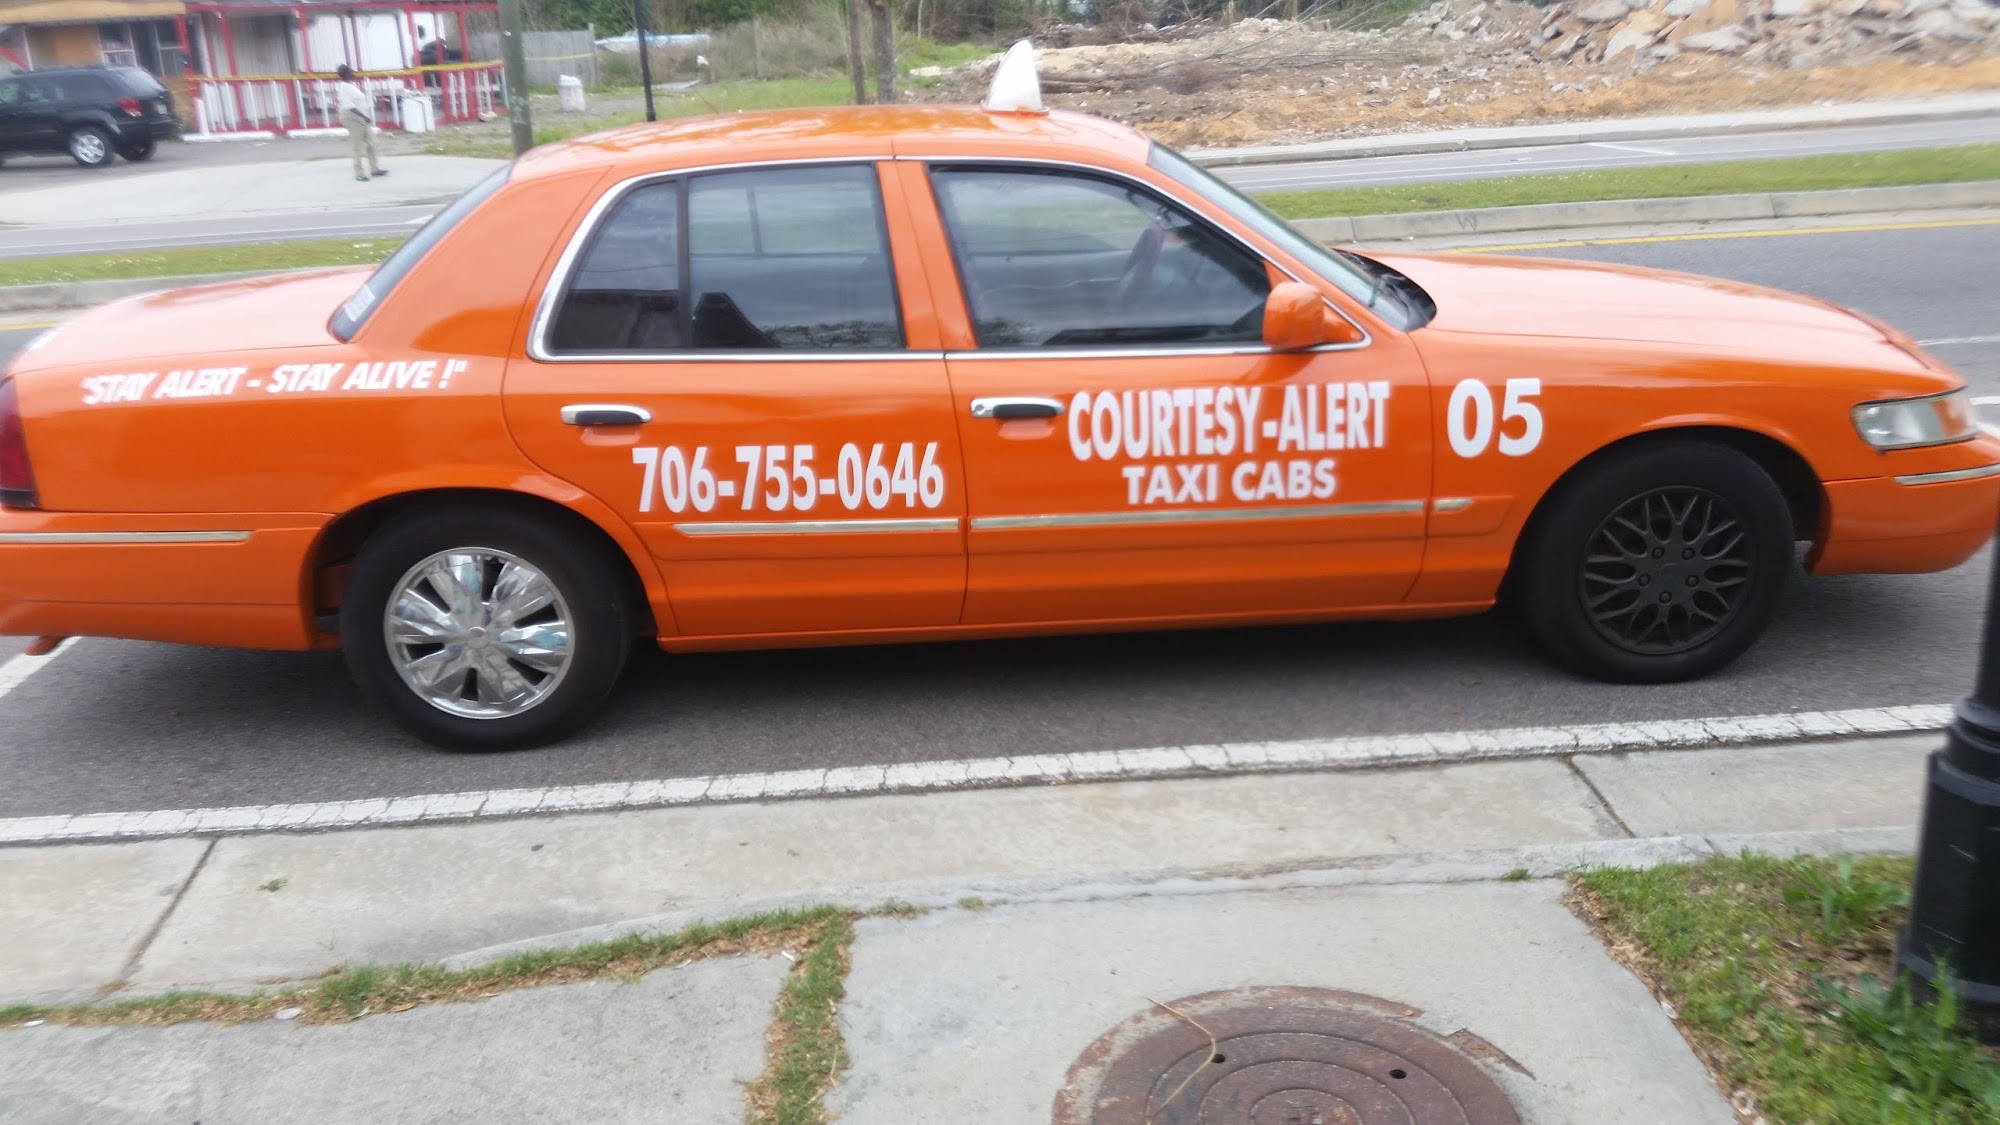 "STAY ALERT - STAY ALIVE !"
706-755-0646
COURTESY-ALERT
TAXI CABS
05